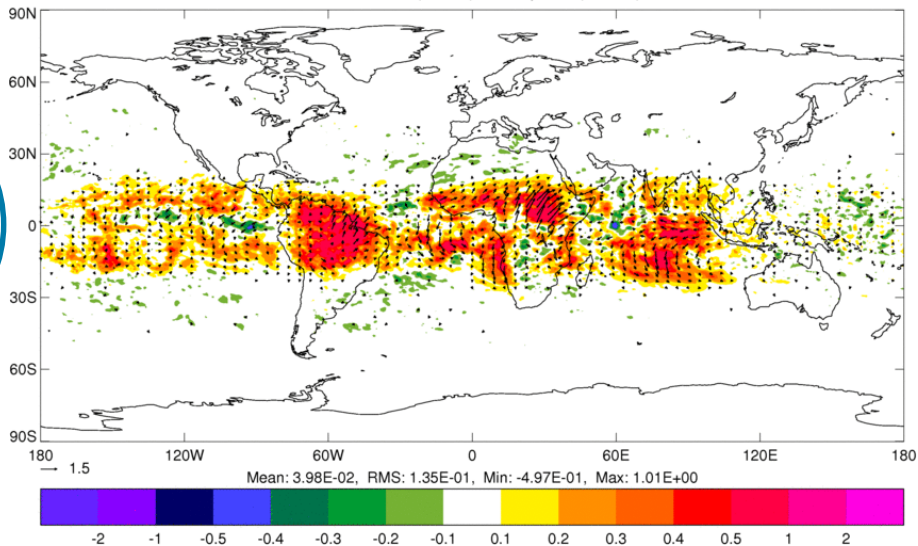 90N
60N
30N
0
30S
60S
90S
180 120W 60W 0 60E 120E 180
1.5
Mean: 3.98E-02, RMS: 1.35E-01, Min: -4.97E-01, Max: 1.01E+00
-2 -1 -0.5 -0.4 -0.3 -0.2 -0.1 0.1 0.2 0.3 0.4 0.5 1 2